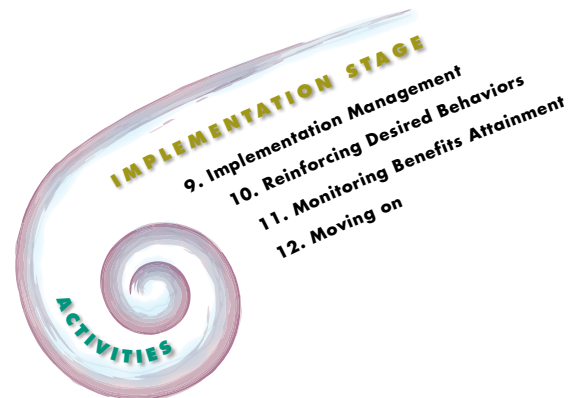 IMPLEMENTATION STAGE
9. Implementation Management
10. Reinforcing Desired Behaviors
11. Monitoring Benefits Attainment
12. Moving on
ACTIVITIES